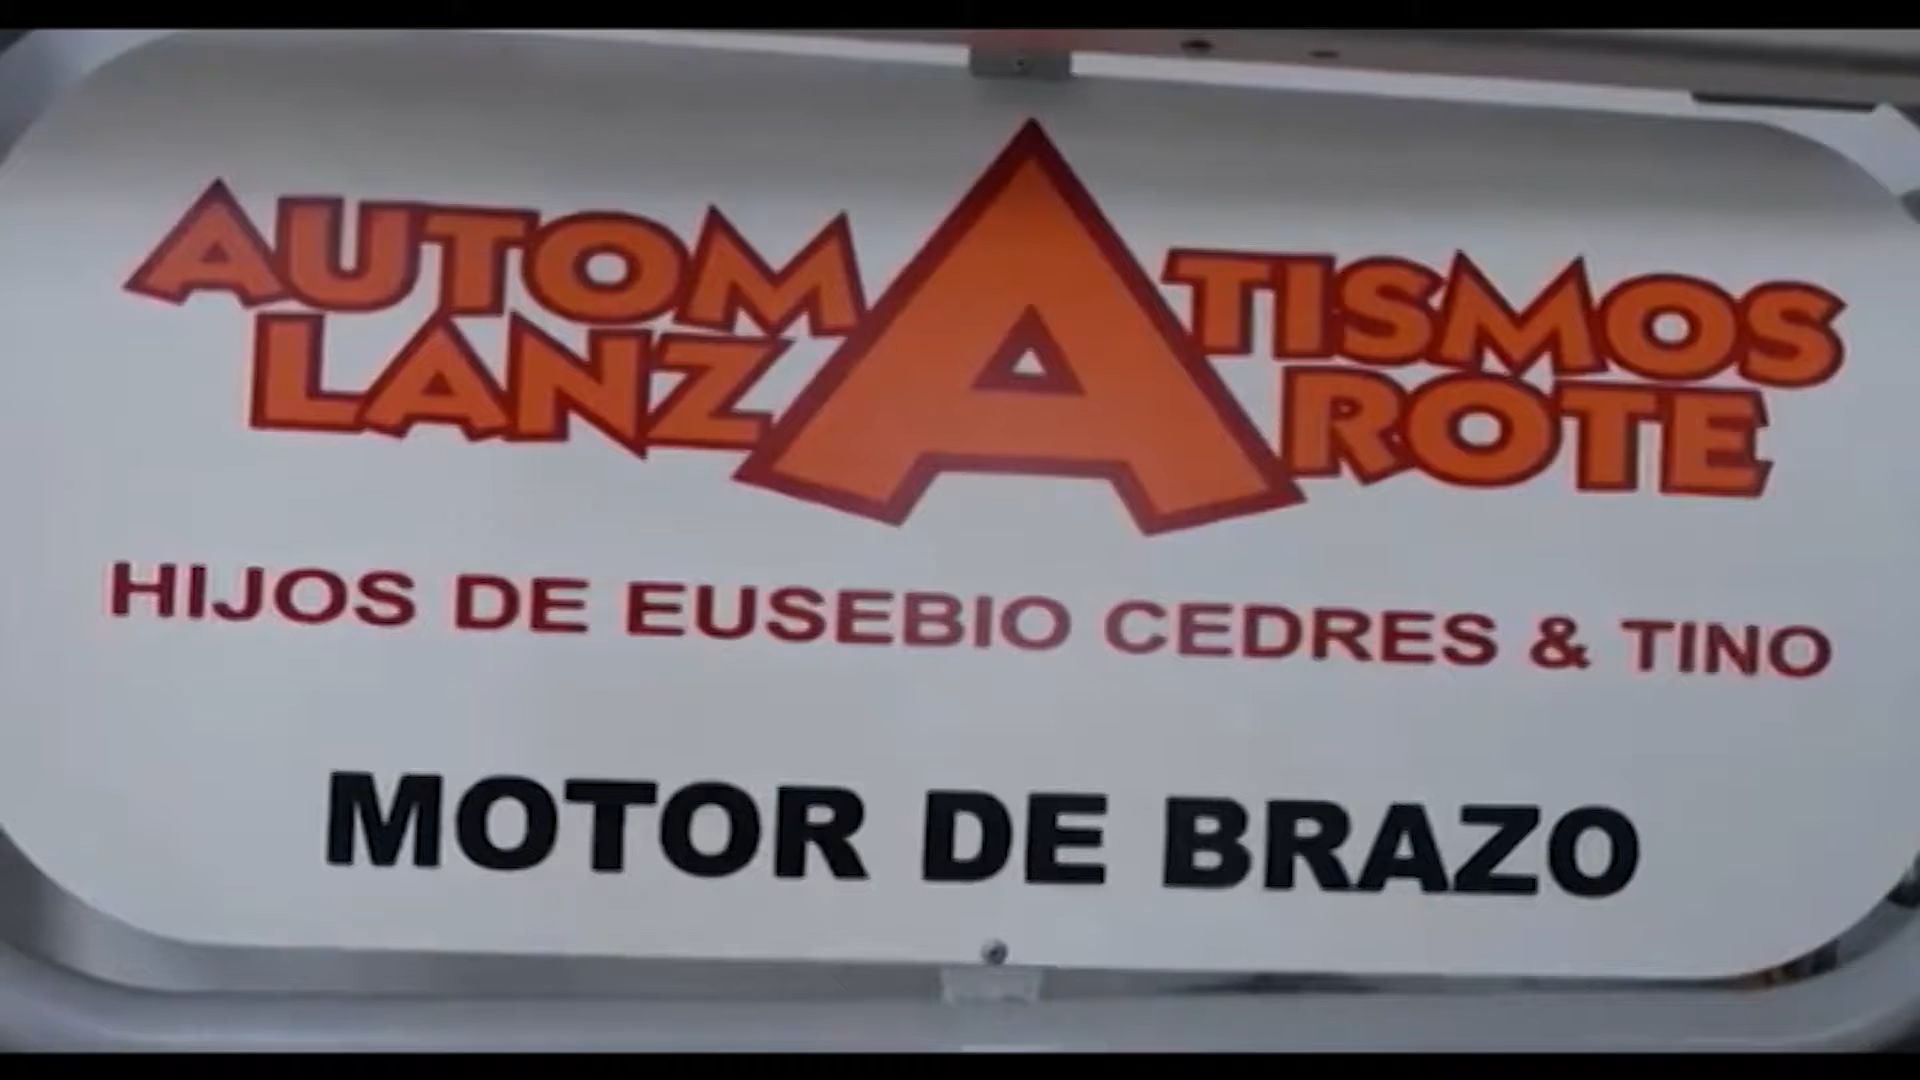 AUTOMATISMOS
LANZAROTE
HIJOS DE EUSEBIO CEDRES & TINO
MOTOR DE BRAZO